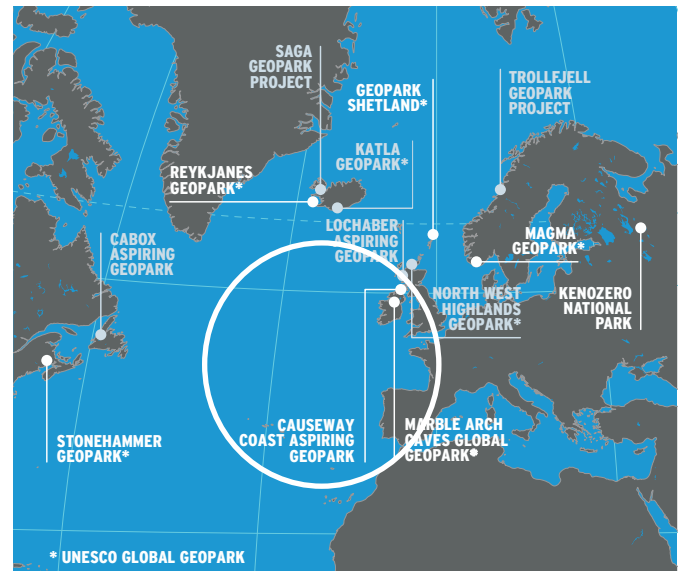 SAGA
GEOPARK
PROJECT
GEOPARK
SHETLAND*
TROLLFJELL
GEOPARK
PROJECT
KATLA
GEOPARK*
REYKJANES
GEOPARK*
LOCHABER
ASPIRING
GEOPARK
MAGMA
GEOPARK*
CABOX
ASPIRING
GEOPARK
NORTH WEST
HIGHLANDS
GEOPARK*
KENOZERO
NATIONAL
PARK
STONEHAMMER
GEOPARK*
CAUSEWAY
COAST ASPIRING
GEOPARK
MARBLE ARCH
CAVES GLOBAL
GEOPARK*
* UNESCO GLOBAL GEOPARK